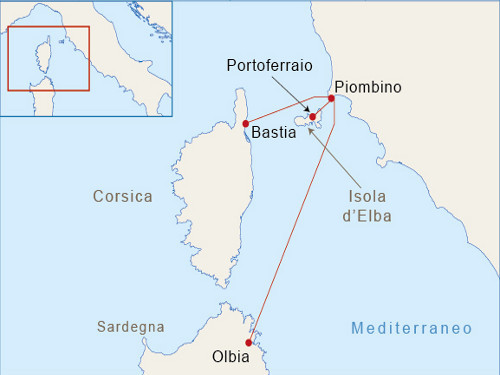 Portoferraio
Piombino
Bastia
Corsica
Isola
d'Elba
Sardegna
Mediterraneo
Olbia